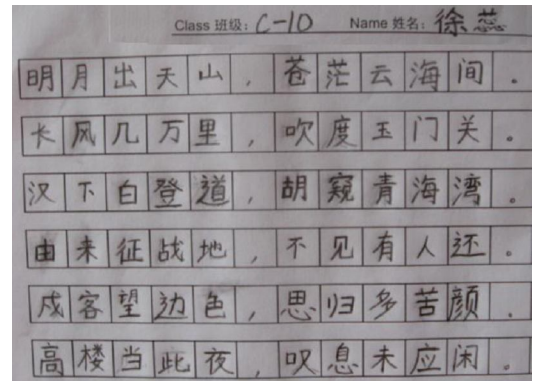 Class 班级: C-10 Name 姓名: 徐蕊
明月出天山,苍茫云海间。
长风几万里,吹度玉门关。
汉下白登道,胡窥青海湾。
由来征战地,不见有人还。
戍客望边色,思归多苦颜.
高楼当此夜,叹息未应闲。